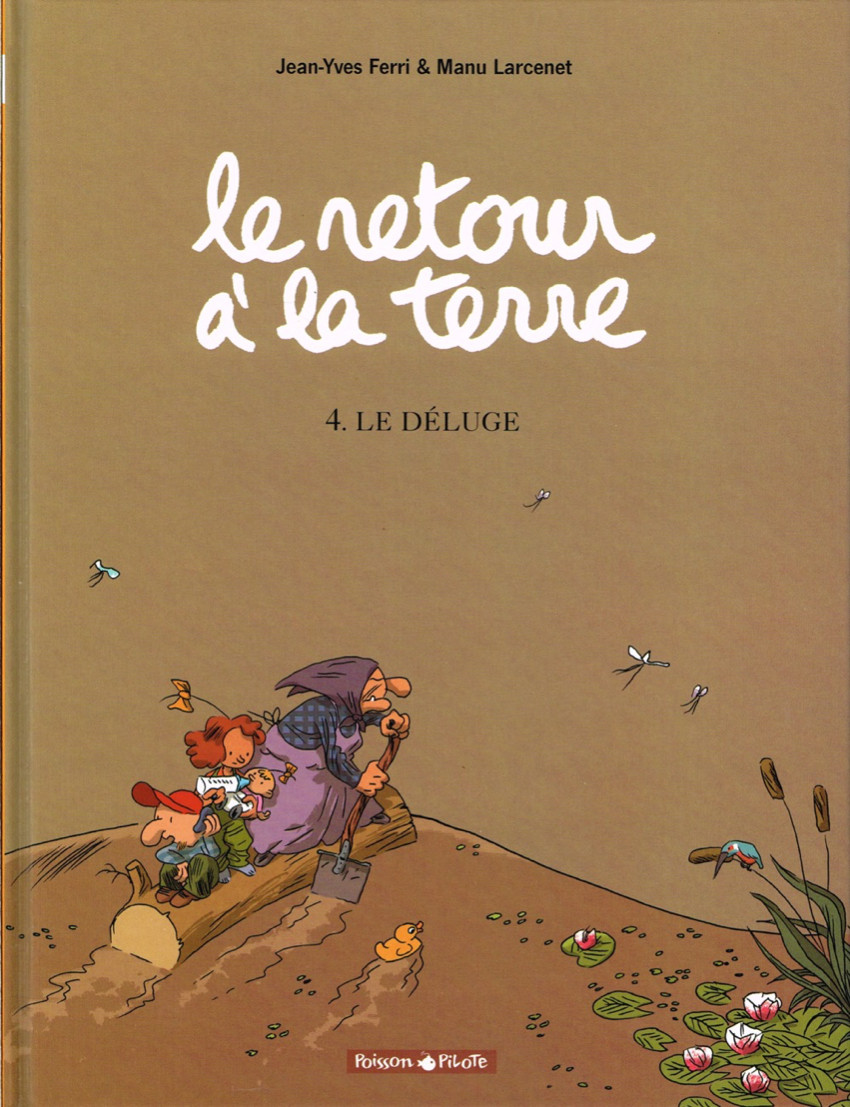 Jean-Yves Ferri & Manu Larcenet
le retour
à la terre
4. LE DÉLUGE
POISSON PILOTE